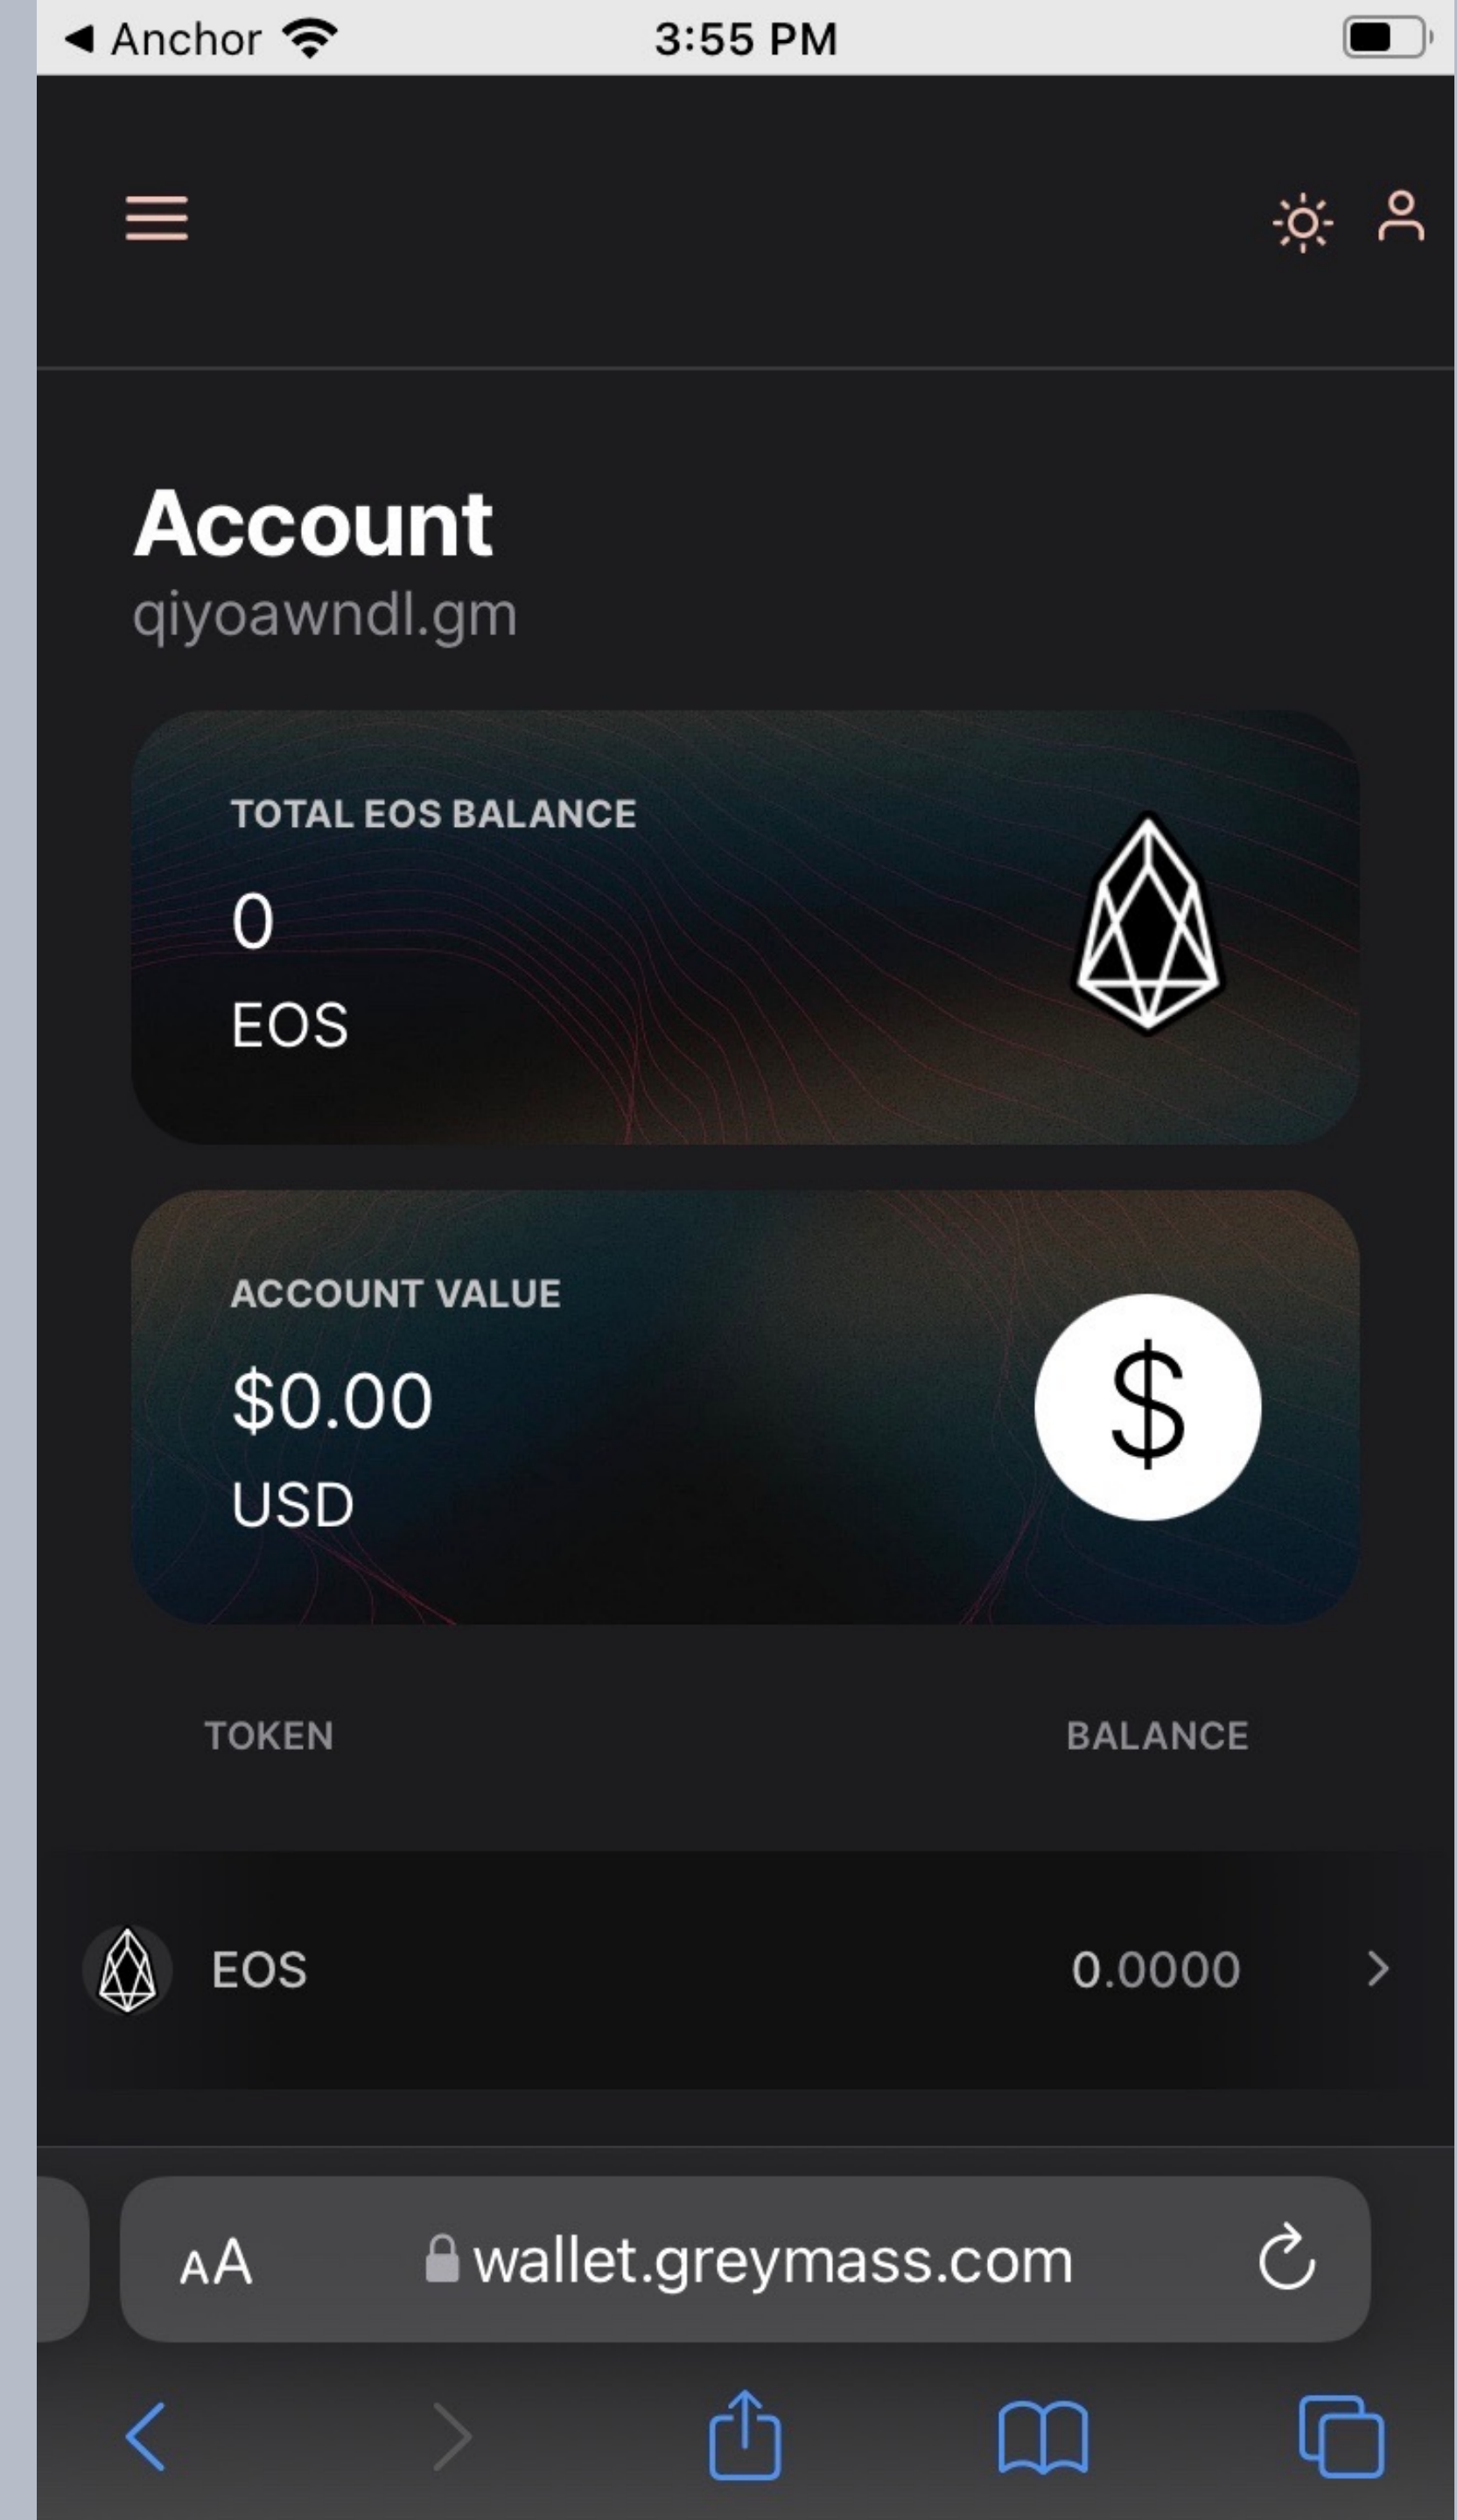 Anchor 3:55 PM
Account
qiyoawndl.gm
TOTAL EOS BALANCE
0
EOS
ACCOUNT VALUE
$0.00
$
USD
TOKEN BALANCE
EOS 0.0000
AA wallet.greymass.com